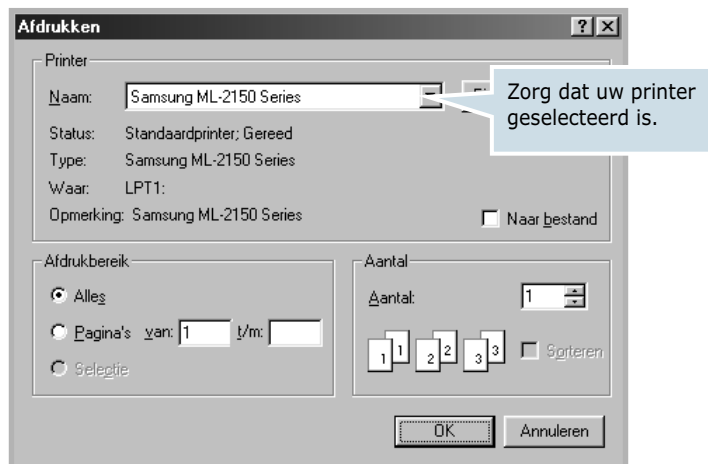 Afdrukken
Printer
Naam: Samsung ML-2150 Series
Zorg dat uw printer
geselecteerd is.
Status: Standaardprinter; Gereed
Type: Samsung ML-2150 Series
Waar: LPT1:
Opmerking: Samsung ML-2150 Series
Naar bestand
Afdrukbereik
Alles
Pagina's van: 1 t/m:
Selectie
Aantal
Aantal: 1
1 1 2 2 3 3 Sorteren
OK Annuleren